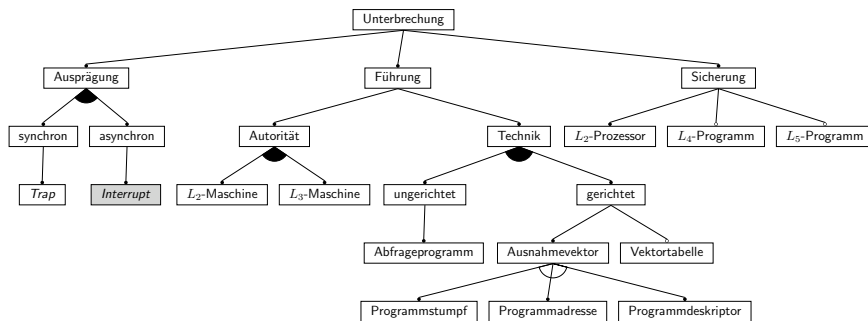 Unterbrechung
Ausprägung Führung Sicherung
synchron asynchron Autorität Technik L₂-Prozessor L₄-Programm L₅-Programm
Trap Interrupt L₂-Maschine L₃-Maschine ungerichtet gerichtet
Abfrageprogramm Ausnahmevektor Vektortabelle
Programmstumpf Programmadresse Programmdeskriptor